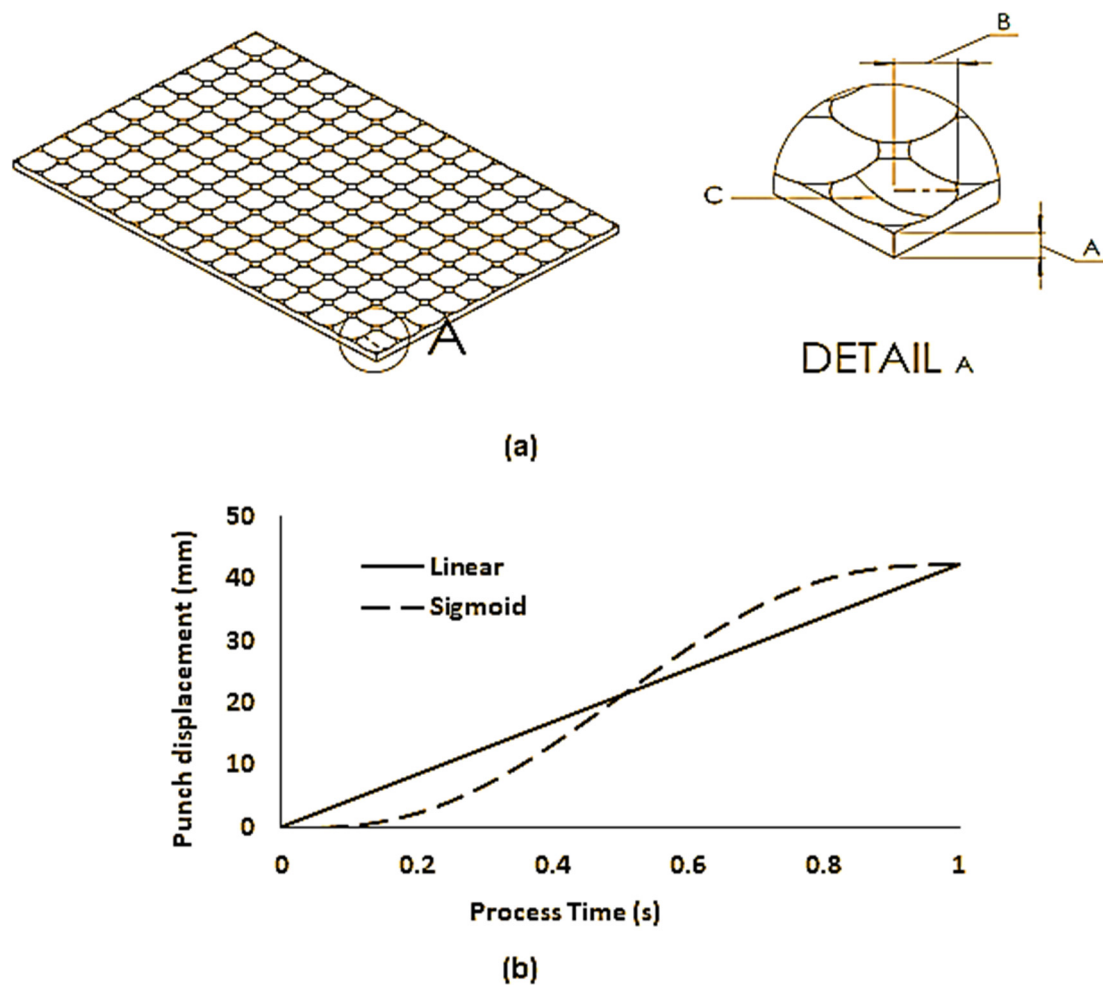 B
C
A
A
DETAIL A
(a)
50
40
30
20
10
0
Punch displacement (mm)
Linear
Sigmoid
0 0.2 0.4 0.6 0.8 1
Process Time (s)
(b)